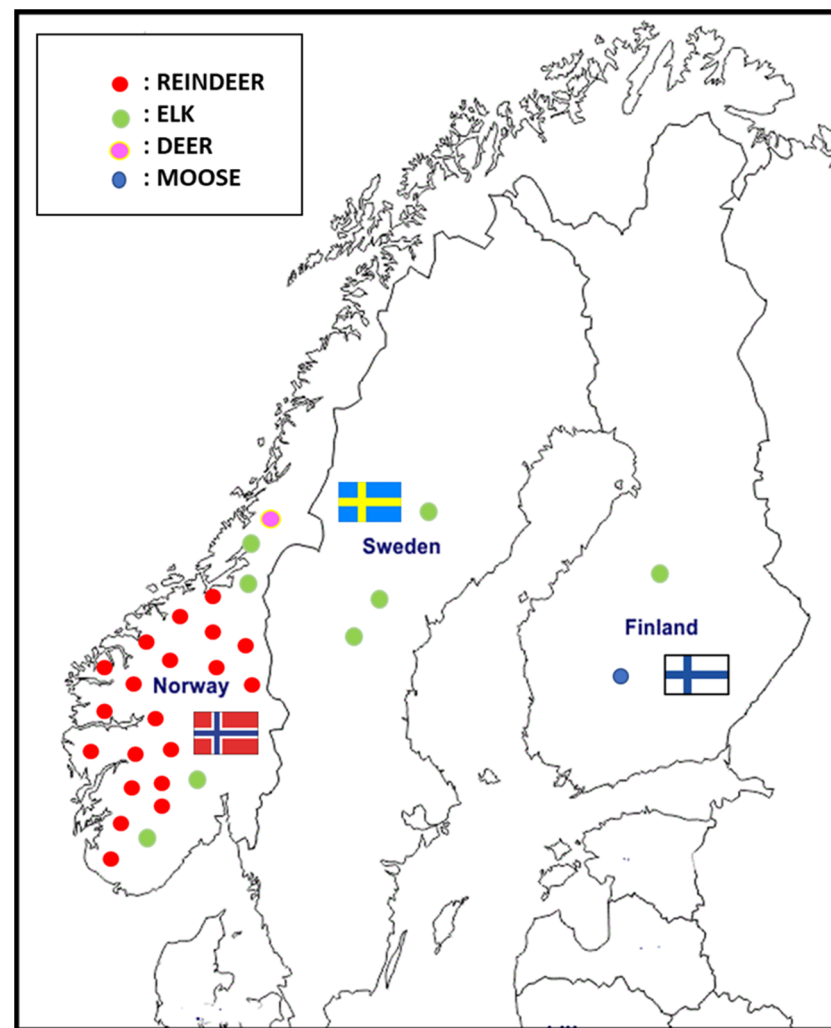 : REINDEER
: ELK
: DEER
: MOOSE
Sweden
Finland
Norway